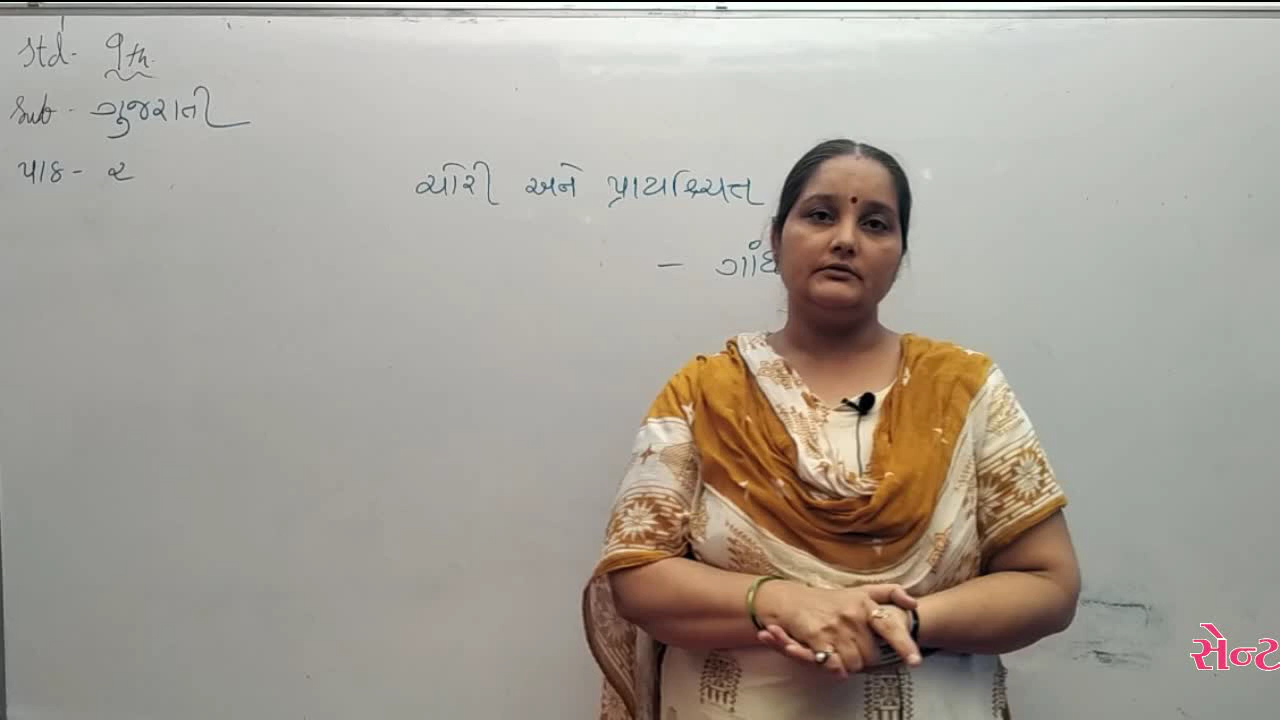 Std- 9th.
Sub - ગુજરાતી
પાઠ - ૨
ચોરી અને પ્રાયશ્ચિત
- ગાંધ
સેન્ટ